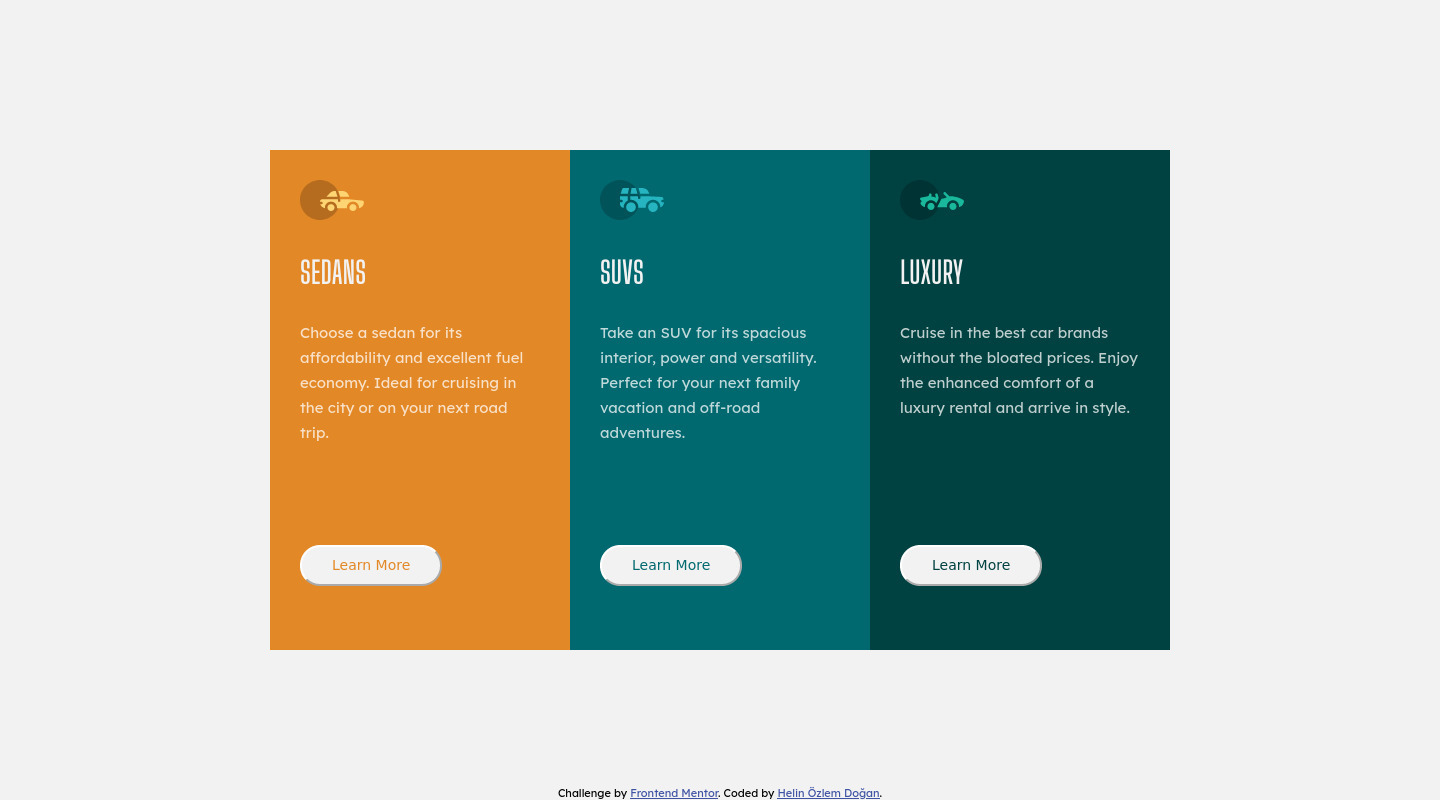 SEDANS
Choose a sedan for its
affordability and excellent fuel
economy. Ideal for cruising in
the city or on your next road
trip.
Learn More
SUVS
Take an SUV for its spacious
interior, power and versatility.
Perfect for your next family
vacation and off-road
adventures.
Learn More
LUXURY
Cruise in the best car brands
without the bloated prices. Enjoy
the enhanced comfort of a
luxury rental and arrive in style.
Learn More
Challenge by Frontend Mentor. Coded by Helin Özlem Doğan.